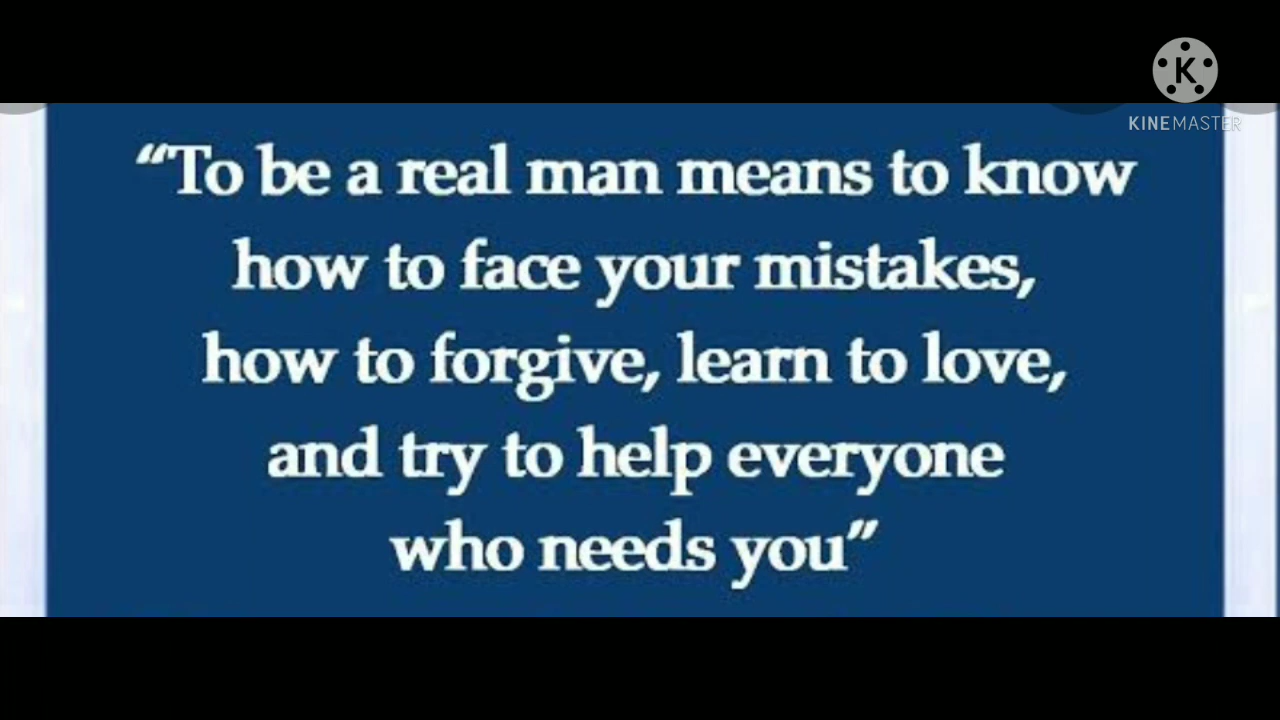 K
KINEMASTER
“To be a real man means to know
how to face your mistakes,
how to forgive, learn to love,
and try to help everyone
who needs you”